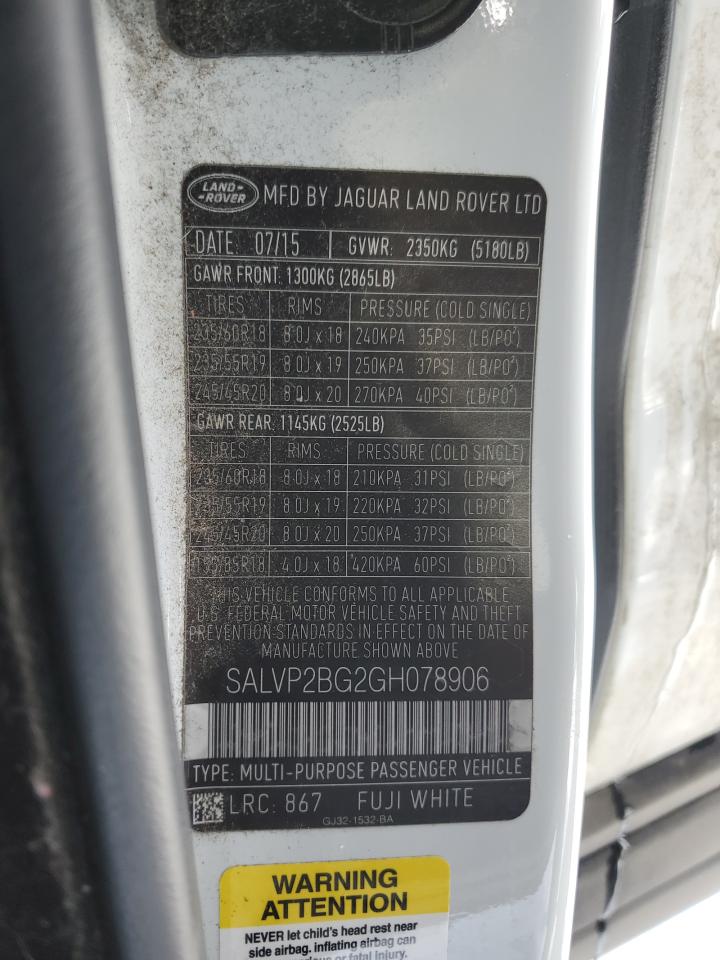 LAND-
-ROVER
MFD BY JAGUAR LAND ROVER LTD
DATE: 07/15 GVWR: 2350KG (5180LB)
GAWR FRONT: 1300KG (2865LB)
TIRES RIMS PRESSURE (COLD SINGLE)
235/60R18 8.0J x 18 240KPA 35PSI (LB/PO²)
235/55R19 8.0J x 19 250KPA 37PSI (LB/PO²)
245/45R20 8.0J x 20 270KPA 40PSI (LB/PO²)
GAWR REAR: 1145KG (2525LB)
TIRES RIMS PRESSURE (COLD SINGLE)
235/60R18 8.0J x 18 210KPA 31PSI (LB/PO²)
235/55R19 8.0J x 19 220KPA 32PSI (LB/PO²)
245/45R20 8.0J x 20 250KPA 37PSI (LB/PO²)
4.0J x 18 420KPA 60PSI (LB/PO²)
THIS VEHICLE CONFORMS TO ALL APPLICABLE
U.S. FEDERAL MOTOR VEHICLE SAFETY AND THEFT
PREVENTION STANDARDS IN EFFECT ON THE DATE OF
MANUFACTURE SHOWN ABOVE
SALVP2BG2GH078906
TYPE: MULTI-PURPOSE PASSENGER VEHICLE
LRC: 867 FUJI WHITE
GJ32-1532-BA
WARNING
ATTENTION
NEVER let child's head rest near
side airbag. inflating airbag can
serious or fatal injury.